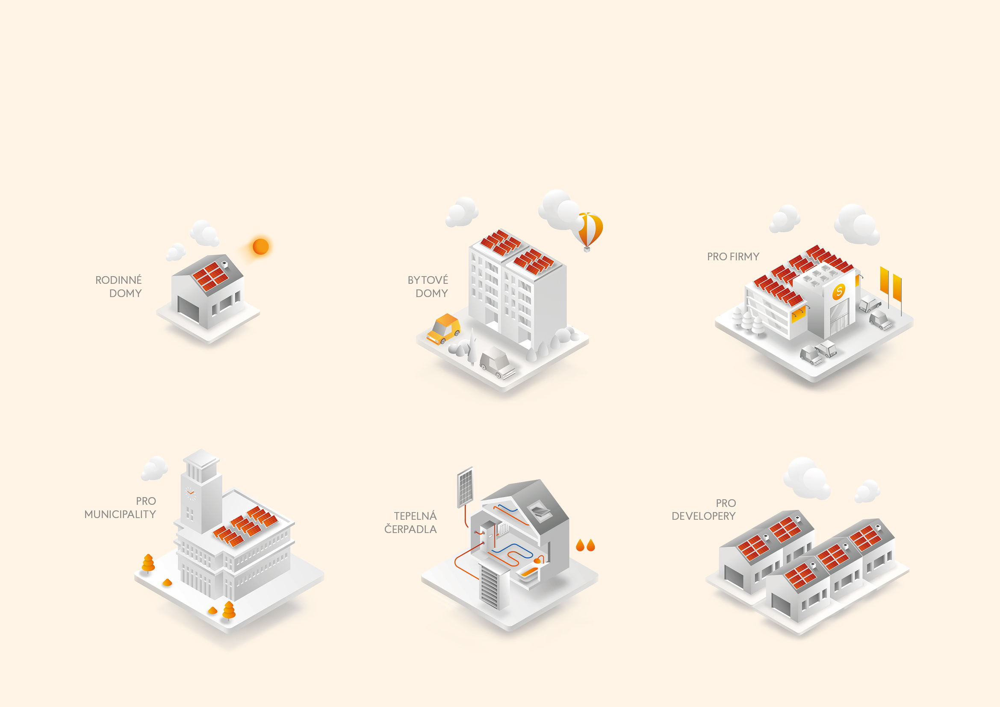 RODINNÉ
DOMY
BYTOVÉ
DOMY
PRO FIRMY
S
PRO
MUNICIPALITY
TEPELNÁ
ČERPADLA
PRO
DEVELOPERY